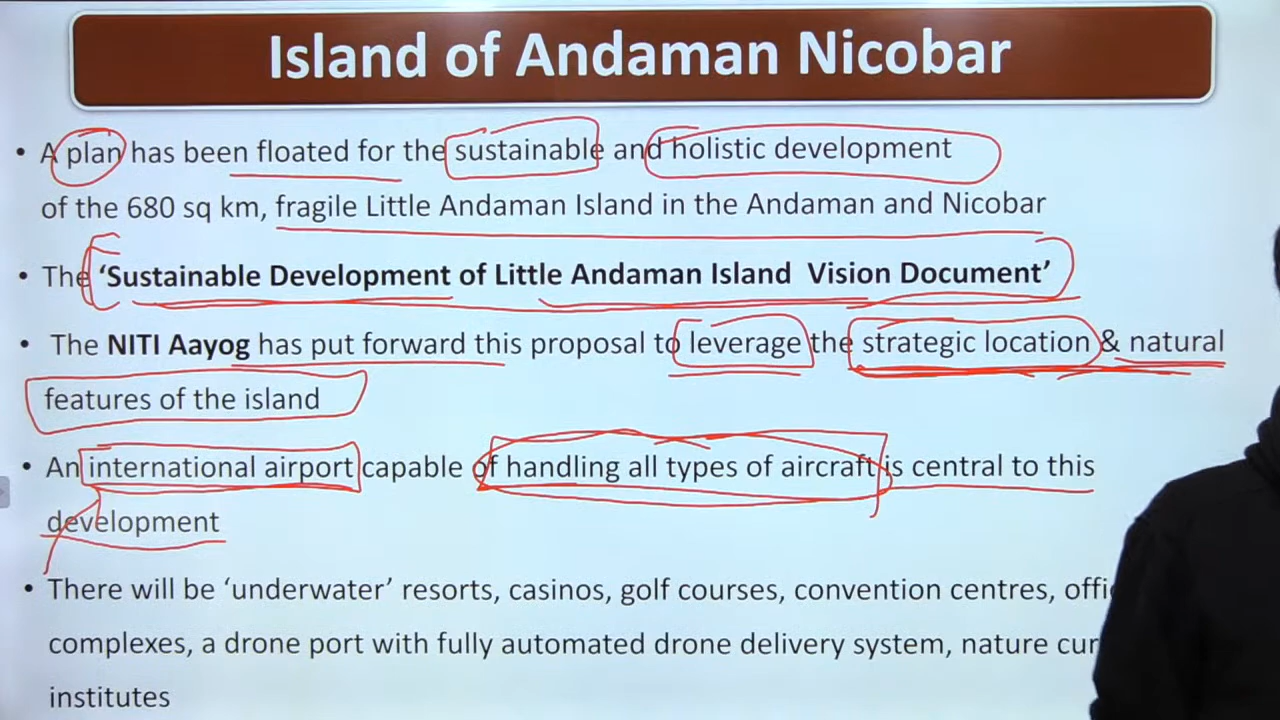 Island of Andaman Nicobar
• A plan has been floated for the sustainable and holistic development
of the 680 sq km, fragile Little Andaman Island in the Andaman and Nicobar
• The ‘Sustainable Development of Little Andaman Island Vision Document’
• The NITI Aayog has put forward this proposal to leverage the strategic location & natural
features of the island
• An international airport capable of handling all types of aircraft is central to this
development
• There will be ‘underwater’ resorts, casinos, golf courses, convention centres,
complexes, a drone port with fully automated drone delivery system, nature
institutes